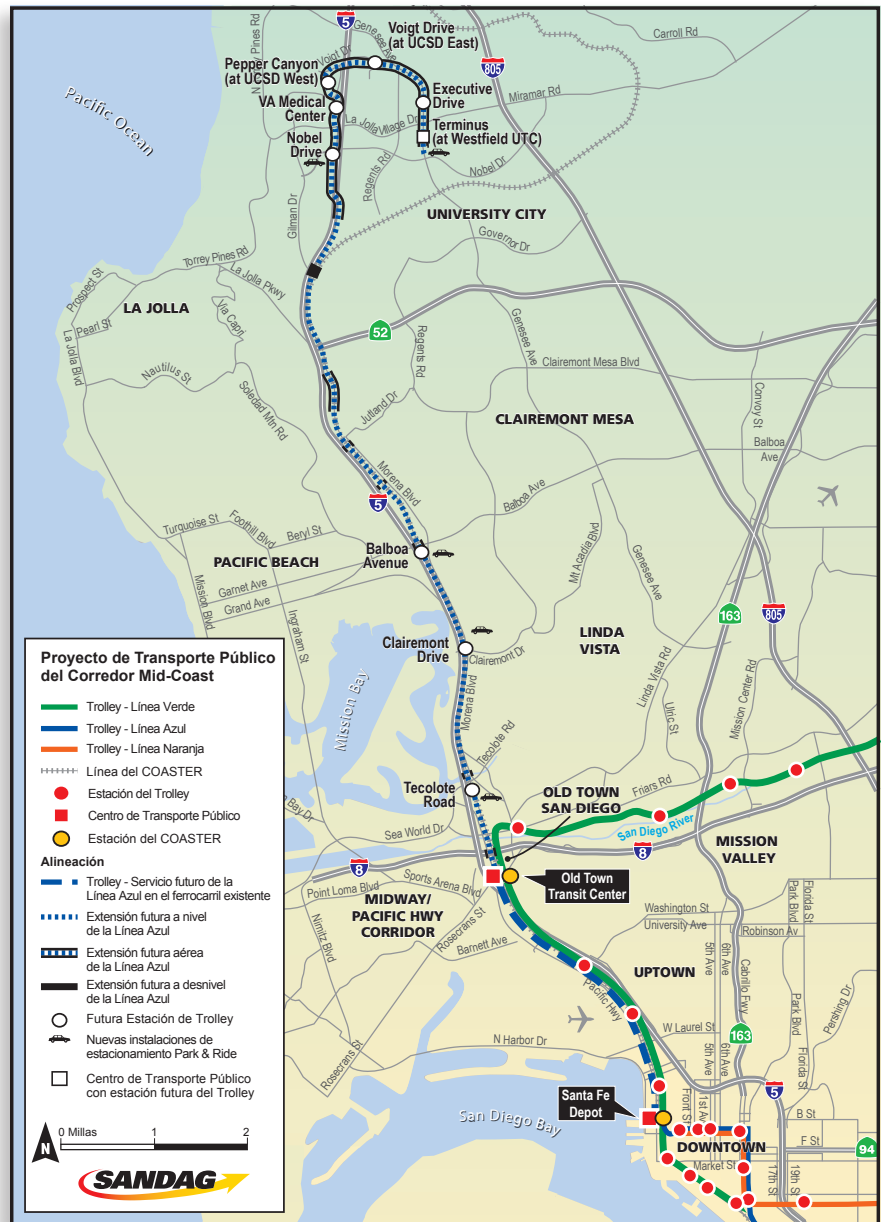 5
N Torrey Pines Rd
Genesee Ave
Voigt Dr
Voigt Drive
(at UCSD East)
Carroll Rd
Pepper Canyon
(at UCSD West)
805
Pacific Ocean
VA Medical
Center
Executive
Drive
Miramar Rd
La Jolla Village Dr
Terminus
(at Westfield UTC)
Nobel
Drive
Regents Rd
Nobel Dr
Gilman Dr
UNIVERSITY CITY
Governor Dr
Torrey Pines Rd
La Jolla Pkwy
Prospect St
LA JOLLA
Via Capri
Pearl St
La Jolla Blvd
52
Regents Rd
Genesee Ave
Nautilus St
Clairemont Mesa Blvd
Soledad Mtn Rd
Jutland Dr
Convoy St
CLAIREMONT MESA
Balboa
Ave
Morena Blvd
5
Balboa Ave
Turquoise St
Foothill Blvd
Beryl St
Mt Acadia Blvd
Genesee Ave
PACIFIC BEACH
Balboa
Avenue
Mission Blvd
Garnet Ave
Grand Ave
Ingraham St
163
805
LINDA
VISTA
Clairemont
Drive
Clairemont Dr
Linda Vista Rd
Ulric St
Mission Center Rd
Mission Bay
Morena Blvd
Tecolote Rd
Tecolote
Road
OLD TOWN
SAN DIEGO
Friars Rd
San Diego River
Bay Dr
Sea World Dr
8
8
MISSION
VALLEY
Point Loma Blvd
Sports Arena Blvd
Old Town
Transit Center
MIDWAY/
PACIFIC HWY
CORRIDOR
Nimitz Blvd
Rosecrans St
Barnett Ave
Washington St
University Ave
Robinson Av
Park Blvd
Florida St
5th Ave
6th Ave
Cabrillo Fwy
UPTOWN
Pacific Hwy
W Laurel St
N Harbor Dr
Rosecrans St
163
5th Ave
6th Ave
Park Blvd
Florida St
Pershing Dr
San Diego Bay
Santa Fe
Depot
Front St
1st Ave
5
B St
F St
94
DOWNTOWN
Market St
17th St
19th St
Proyecto de Transporte Público
del Corredor Mid-Coast
Trolley - Línea Verde
Trolley - Línea Azul
Trolley - Línea Naranja
Línea del COASTER
Estación del Trolley
Centro de Transporte Público
Estación del COASTER
Alineación
Trolley - Servicio futuro de la
Línea Azul en el ferrocarril existente
Extensión futura a nivel
de la Línea Azul
Extensión futura aérea
de la Línea Azul
Extensión futura a desnivel
de la Línea Azul
Futura Estación de Trolley
Nuevas instalaciones de
estacionamiento Park & Ride
Centro de Transporte Público
con estación futura del Trolley
0 Millas 1 2
N
SANDAG